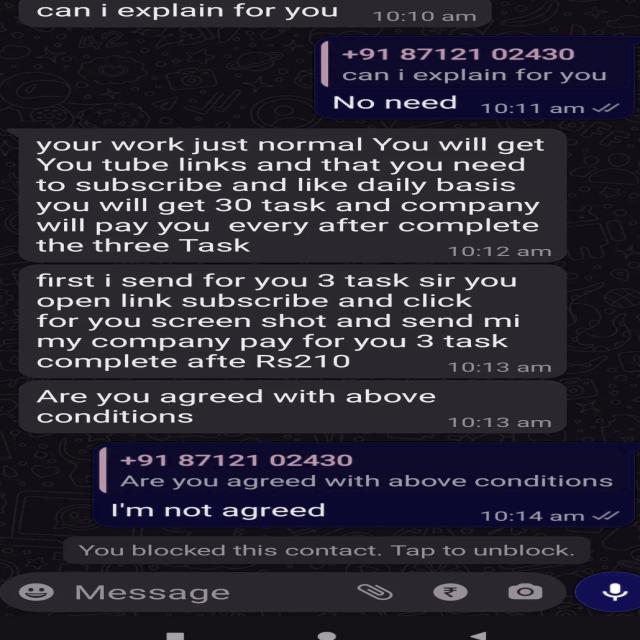 can i explain for you 10:10 am
+91 87121 02430
can i explain for you
No need 10:11 am
your work just normal You will get
You tube links and that you need
to subscribe and like daily basis
you will get 30 task and company
will pay you every after complete
the three Task 10:12 am
first i send for you 3 task sir you
open link subscribe and click
for you screen shot and send mi
my company pay for you 3 task
complete afte Rs210 10:13 am
Are you agreed with above
conditions 10:13 am
+91 87121 02430
Are you agreed with above conditions
I'm not agreed 10:14 am
You blocked this contact. Tap to unblock.
Message ₹